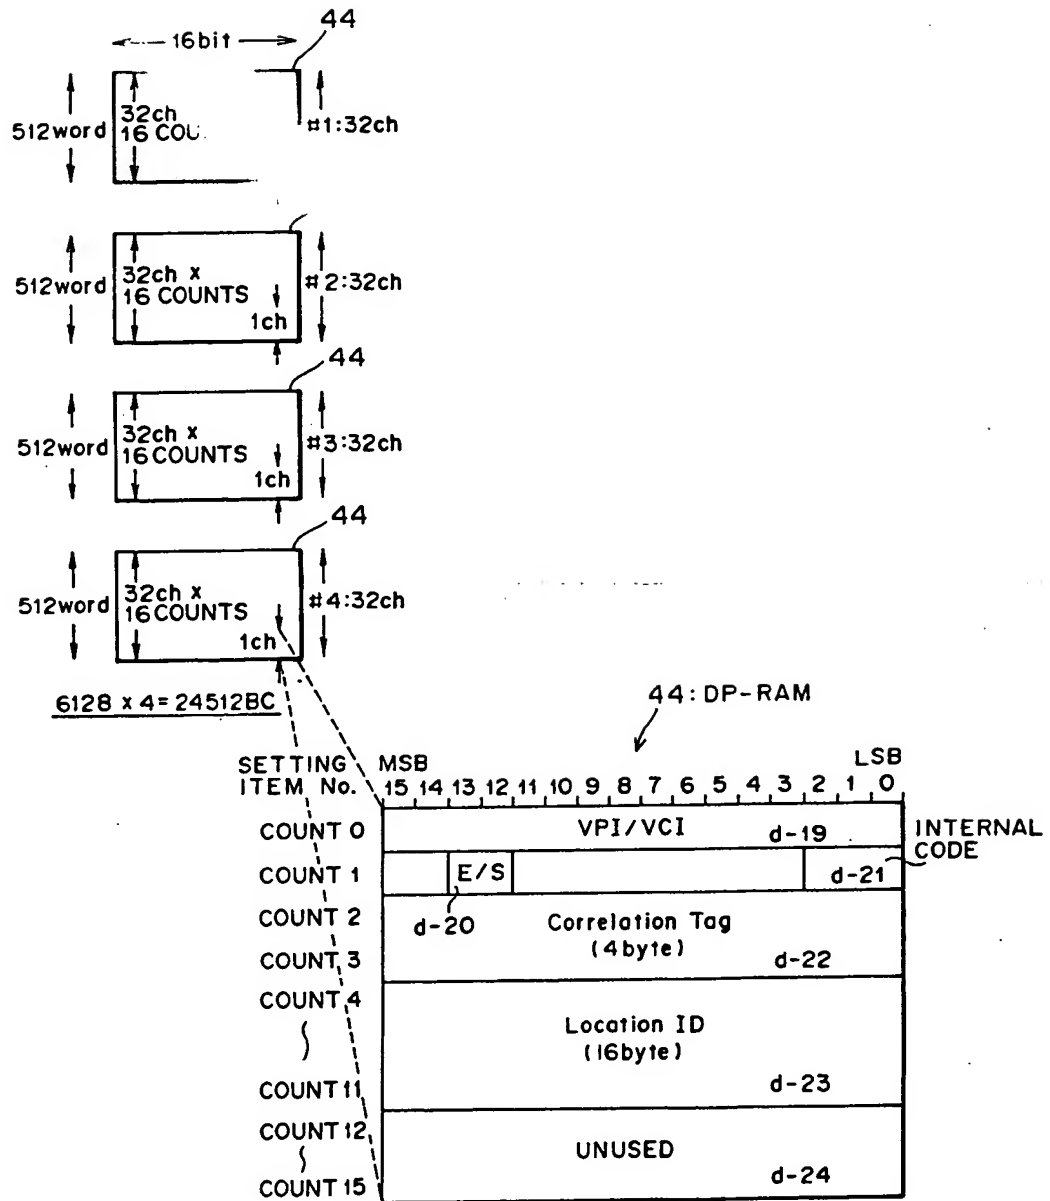 44
16bit
512word
32ch
16
#1:32ch
512word
32ch x
16 COUNTS
1ch
#2:32ch
44
512word
32ch x
16 COUNTS
1ch
#3:32ch
44
512word
32ch x
16 COUNTS
1ch
#4:32ch
6128 x 4=24512BC
44:DP-RAM
SETTING ITEM No.
MSB
LSB
15 14 13 12 11 10 9 8 7 6 5 4 3 2 1 0
COUNT 0
VPI/VCI
d-19
INTERNAL CODE
COUNT 1
E/S
d-21
d-20
COUNT 2
Correlation Tag
(4byte)
COUNT 3
d-22
COUNT 4
Location ID
(16byte)
COUNT 11
d-23
COUNT 12
UNUSED
COUNT 15
d-24